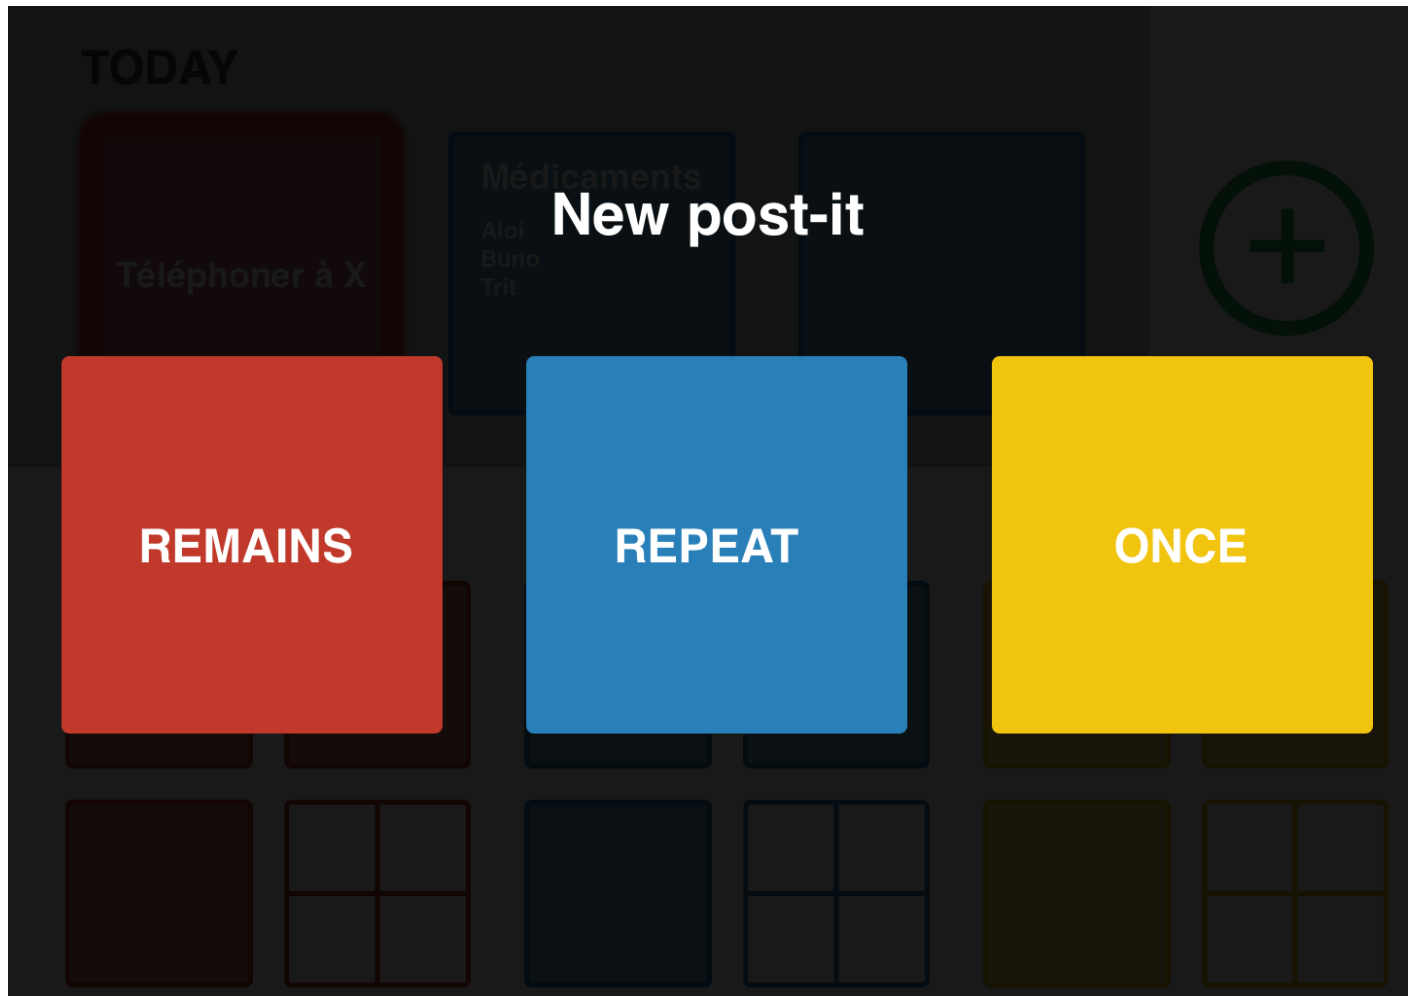 TODAY
Médicaments
New post-it
Aloi
Buno
Trit
Téléphoner à X
REMAINS
REPEAT
ONCE